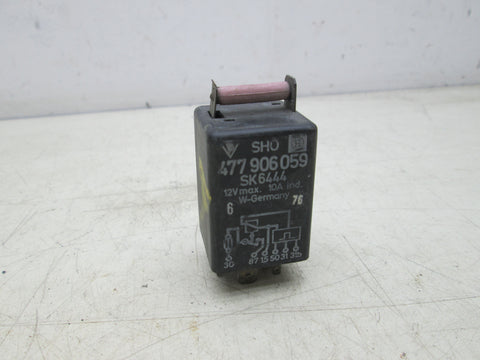 SHO
477 906 059
SK6444
12V max. 10A ind.
W-Germany
6 76
30 87 15 50 31 31b